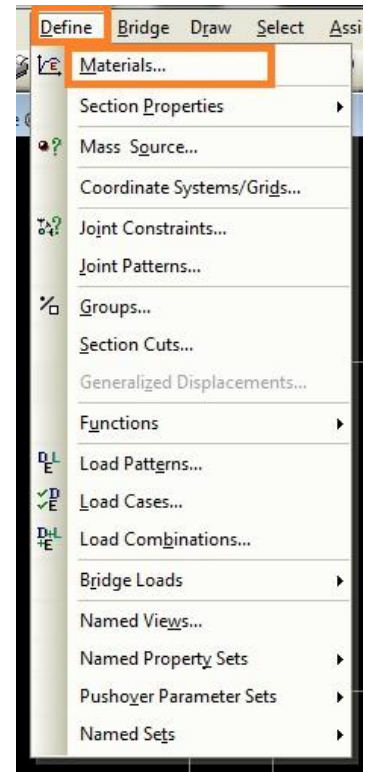 Define Bridge Draw Select Assi
Materials...
Section Properties
Mass Source...
Coordinate Systems/Grids...
Joint Constraints...
Joint Patterns...
Groups...
Section Cuts...
Generalized Displacements...
Functions
Load Patterns...
Load Cases...
Load Combinations...
Bridge Loads
Named Views...
Named Property Sets
Pushover Parameter Sets
Named Sets